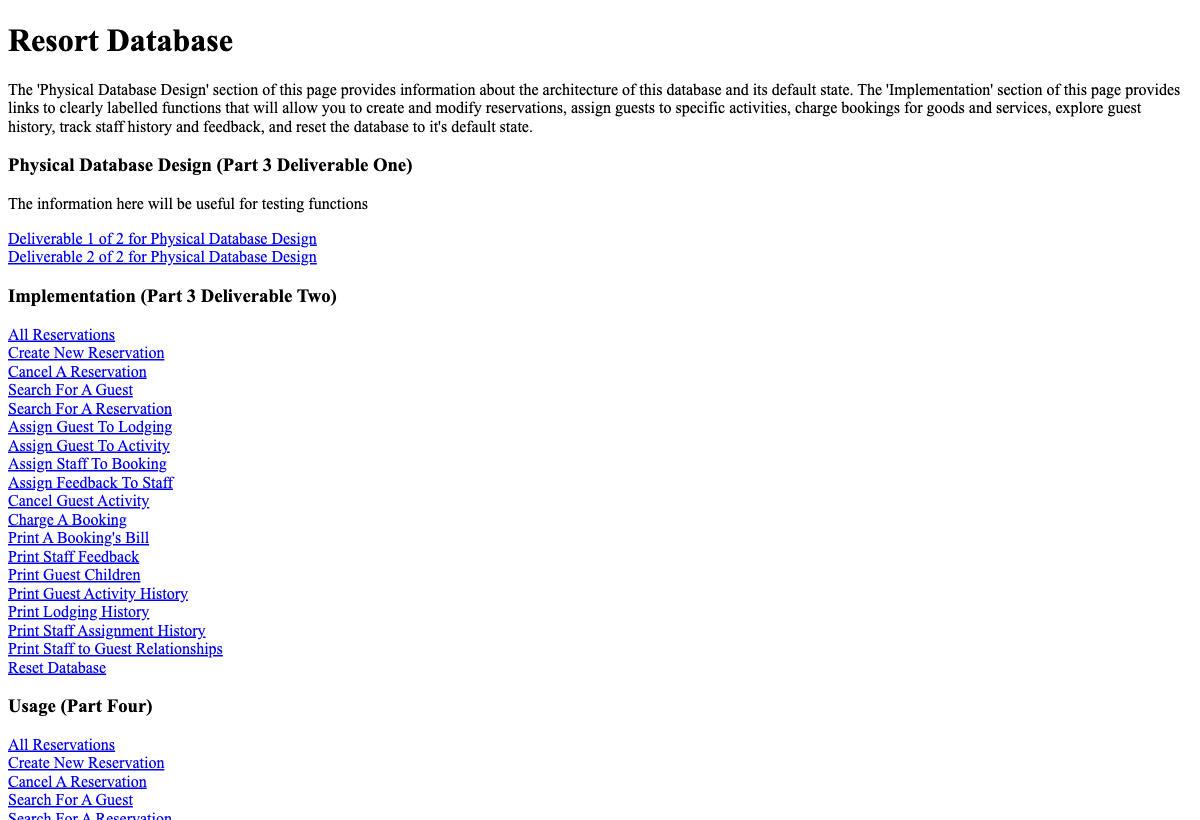 Resort Database
The 'Physical Database Design' section of this page provides information about the architecture of this database and its default state. The 'Implementation' section of this page provides
links to clearly labelled functions that will allow you to create and modify reservations, assign guests to specific activities, charge bookings for goods and services, explore guest
history, track staff history and feedback, and reset the database to it's default state.
Physical Database Design (Part 3 Deliverable One)
The information here will be useful for testing functions
Deliverable 1 of 2 for Physical Database Design
Deliverable 2 of 2 for Physical Database Design
Implementation (Part 3 Deliverable Two)
All Reservations
Create New Reservation
Cancel A Reservation
Search For A Guest
Search For A Reservation
Assign Guest To Lodging
Assign Guest To Activity
Assign Staff To Booking
Assign Feedback To Staff
Cancel Guest Activity
Charge A Booking
Print A Booking's Bill
Print Staff Feedback
Print Guest Children
Print Guest Activity History
Print Lodging History
Print Staff Assignment History
Print Staff to Guest Relationships
Reset Database
Usage (Part Four)
All Reservations
Create New Reservation
Cancel A Reservation
Search For A Guest
Search For A Reservation